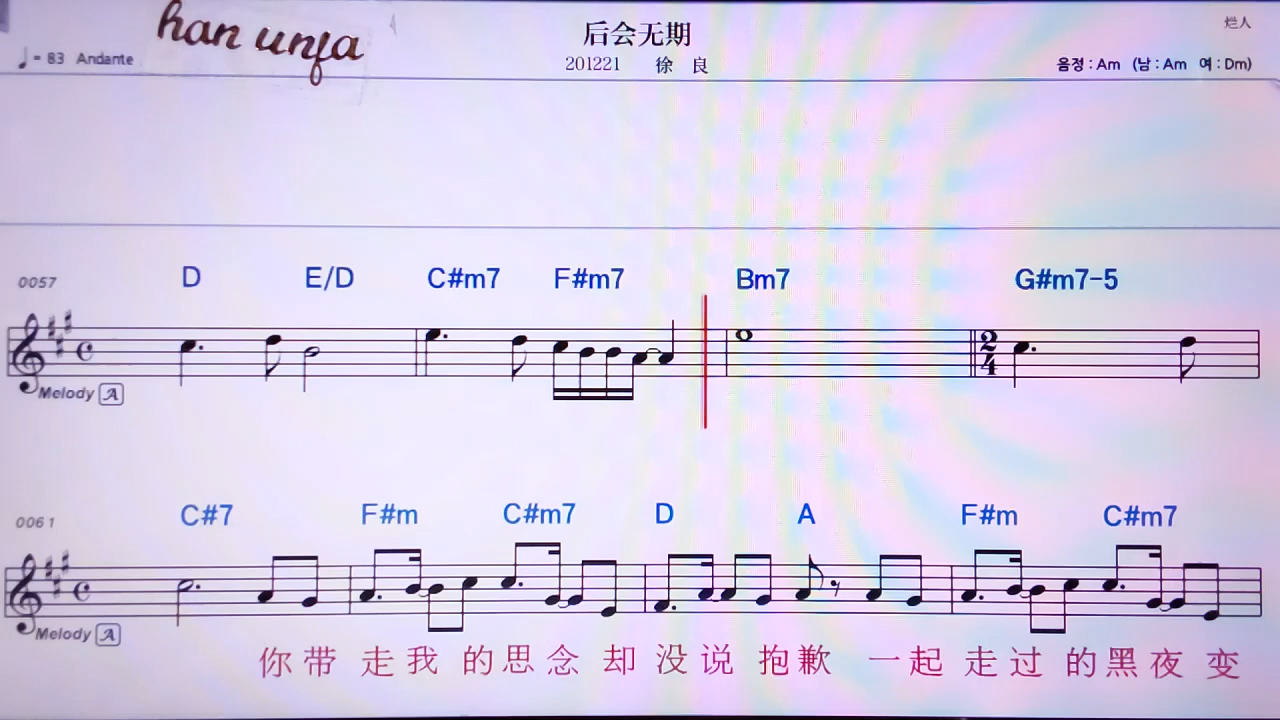 han unja
后会无期
烂人
♩= 83 Andante
201221 徐 良
음정 : Am (남 : Am 여 : Dm)
0057 D E/D C#m7 F#m7 Bm7 G#m7-5
2/4
Melody A
0061 C#7 F#m C#m7 D A F#m C#m7
Melody A
你 带 走 我 的 思 念 却 没 说 抱 歉 一 起 走 过 的 黑 夜 变